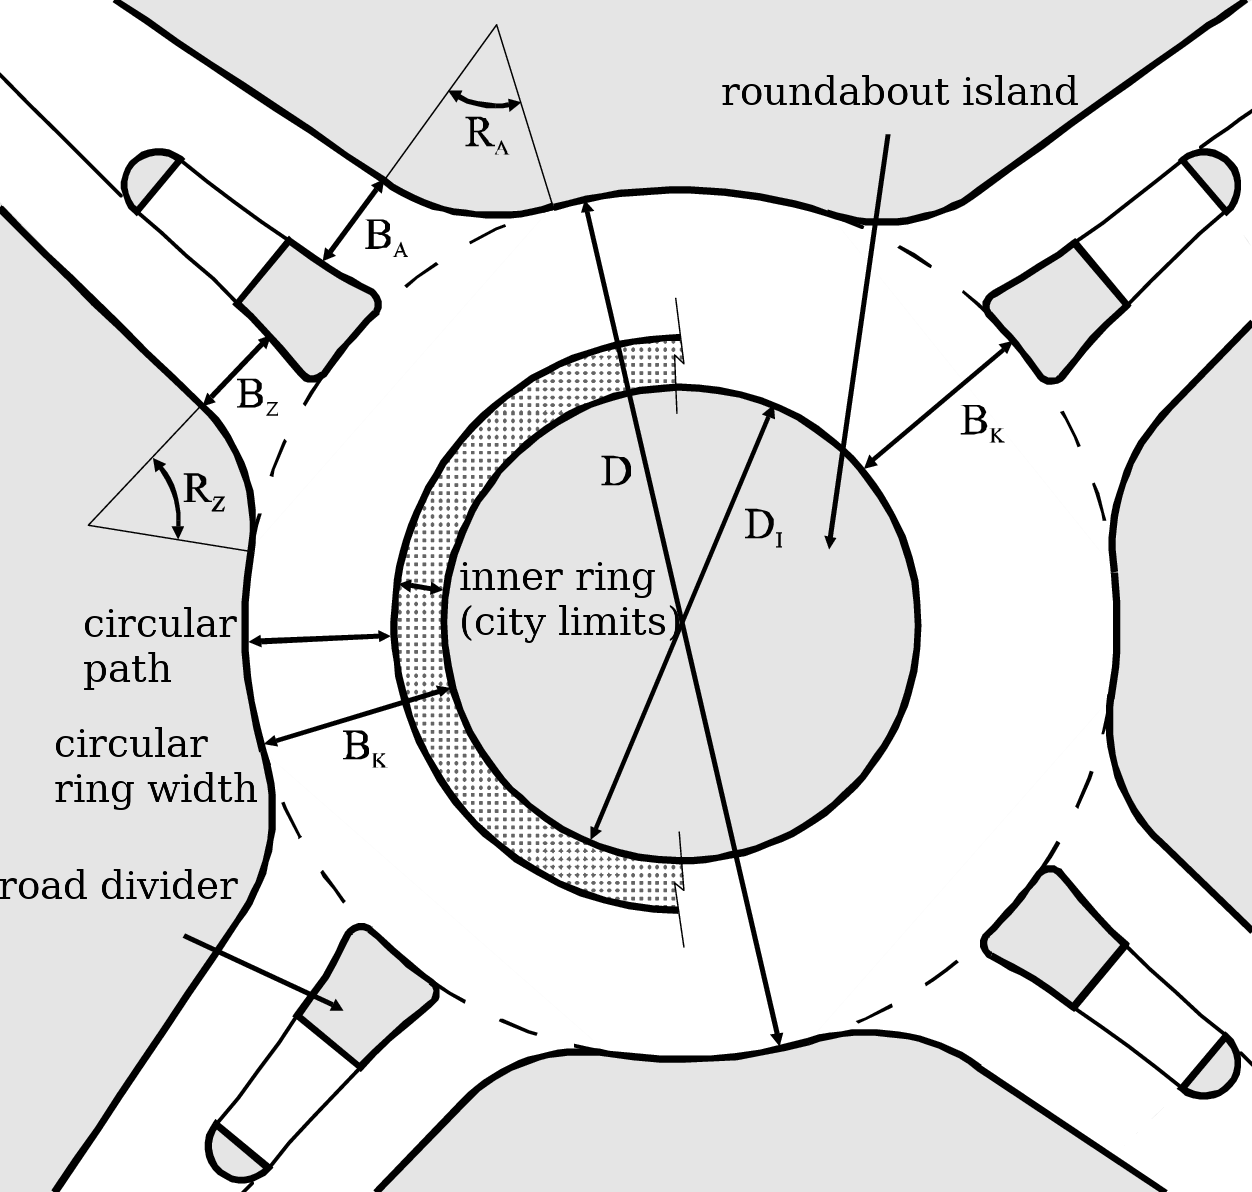 roundabout island
R_A
B_A
B_Z
B_K
D
R_Z
D_I
inner ring
(city limits)
circular
path
circular
ring width
B_K
road divider